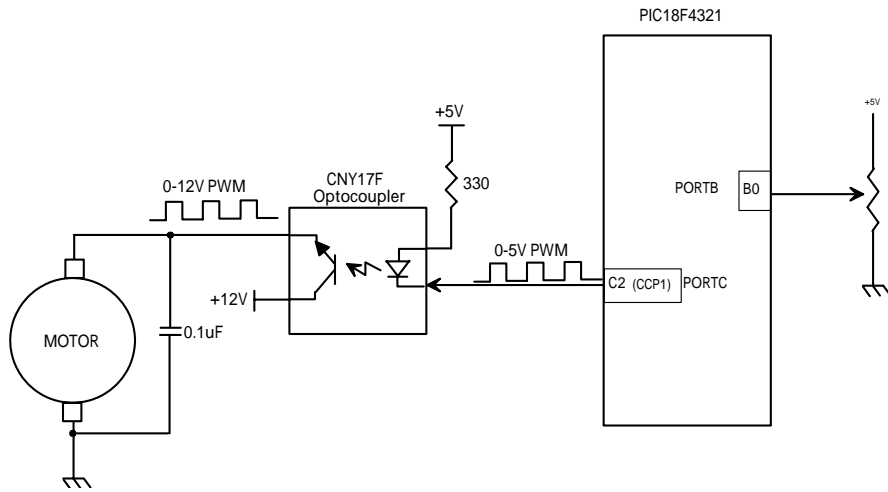 PIC18F4321
+5V
+5V
CNY17F
Optocoupler
330
0-12V PWM
PORTB
B0
0-5V PWM
C2 (CCP1)
PORTC
+12V
0.1uF
MOTOR